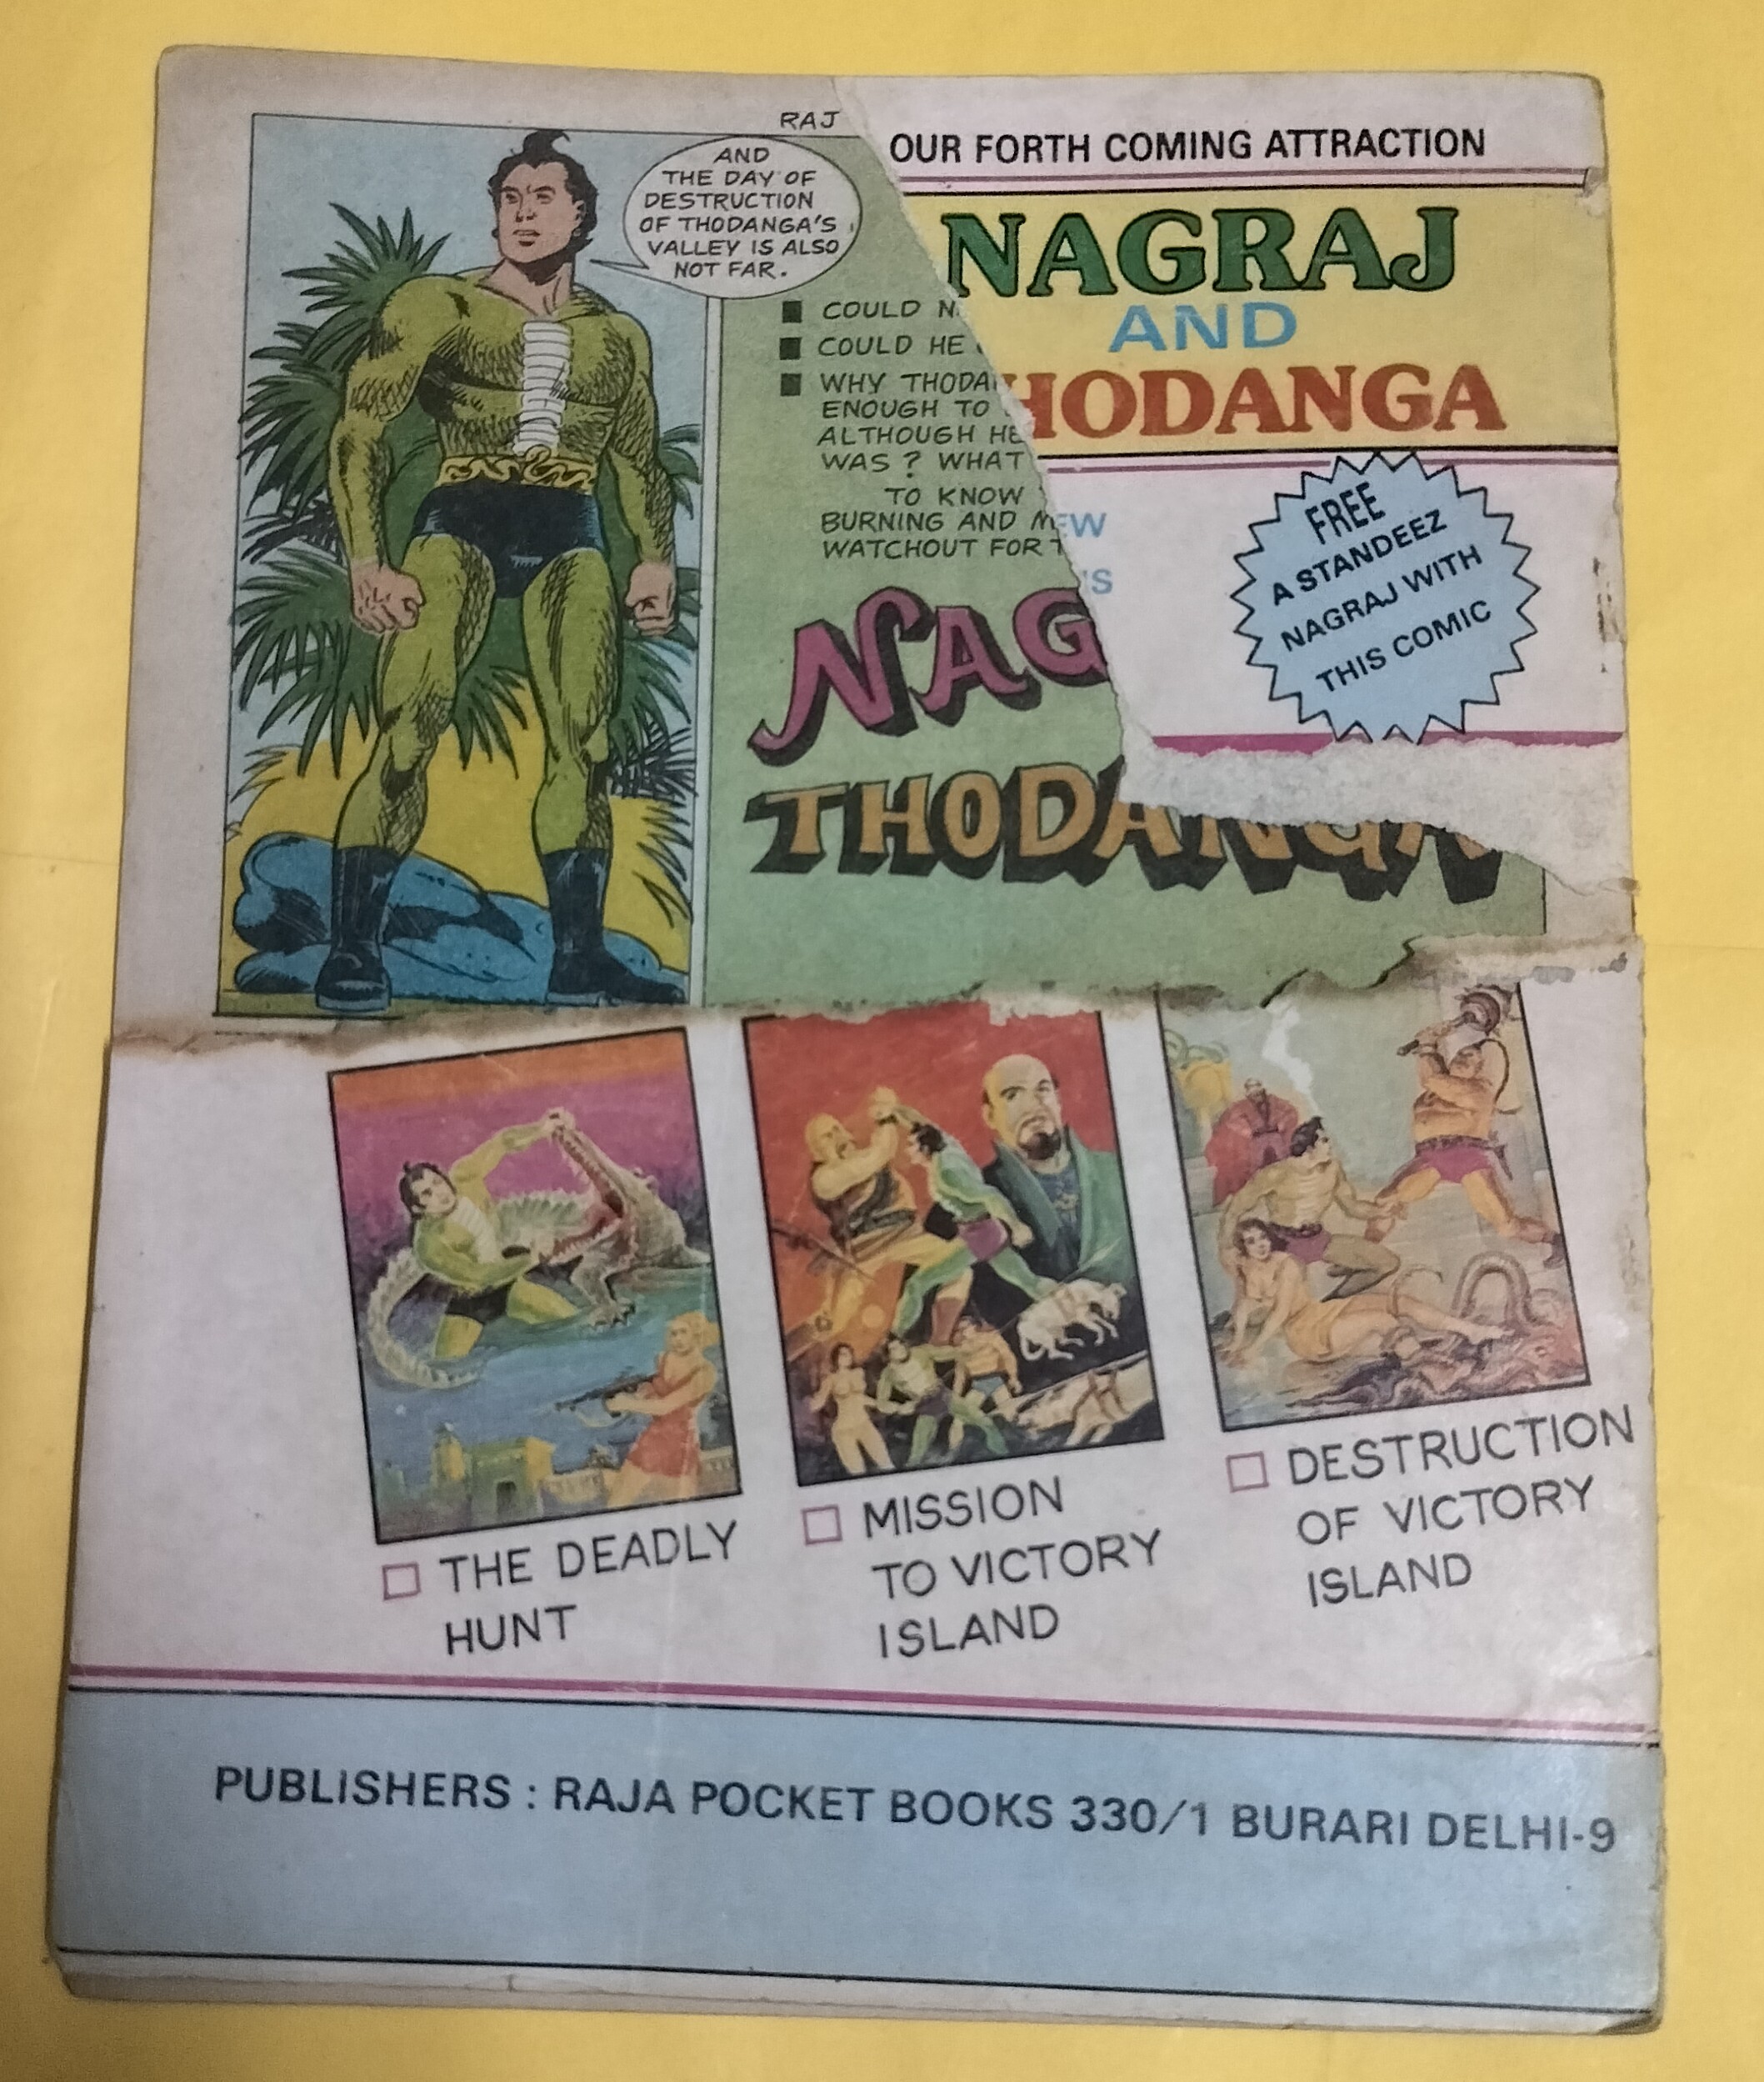 RAJ
AND
THE DAY OF
DESTRUCTION
OF THODANGA'S
VALLEY IS ALSO
NOT FAR.
COULD
COULD HE
WHY
ENOUGH TO
ALTHOUGH HE
WAS ? WHAT
TO KNOW
BURNING AND
WATCHOUT FOR
NAG
THODANGA
OUR FORTH COMING ATTRACTION
NAGRAJ
AND
HODANGA
FREE
A STANDEEZ
NAGRAJ WITH
THIS COMIC
THE DEADLY
HUNT
MISSION
TO VICTORY
ISLAND
DESTRUCTION
OF VICTORY
ISLAND
PUBLISHERS : RAJA POCKET BOOKS 330/1 BURARI DELHI-9